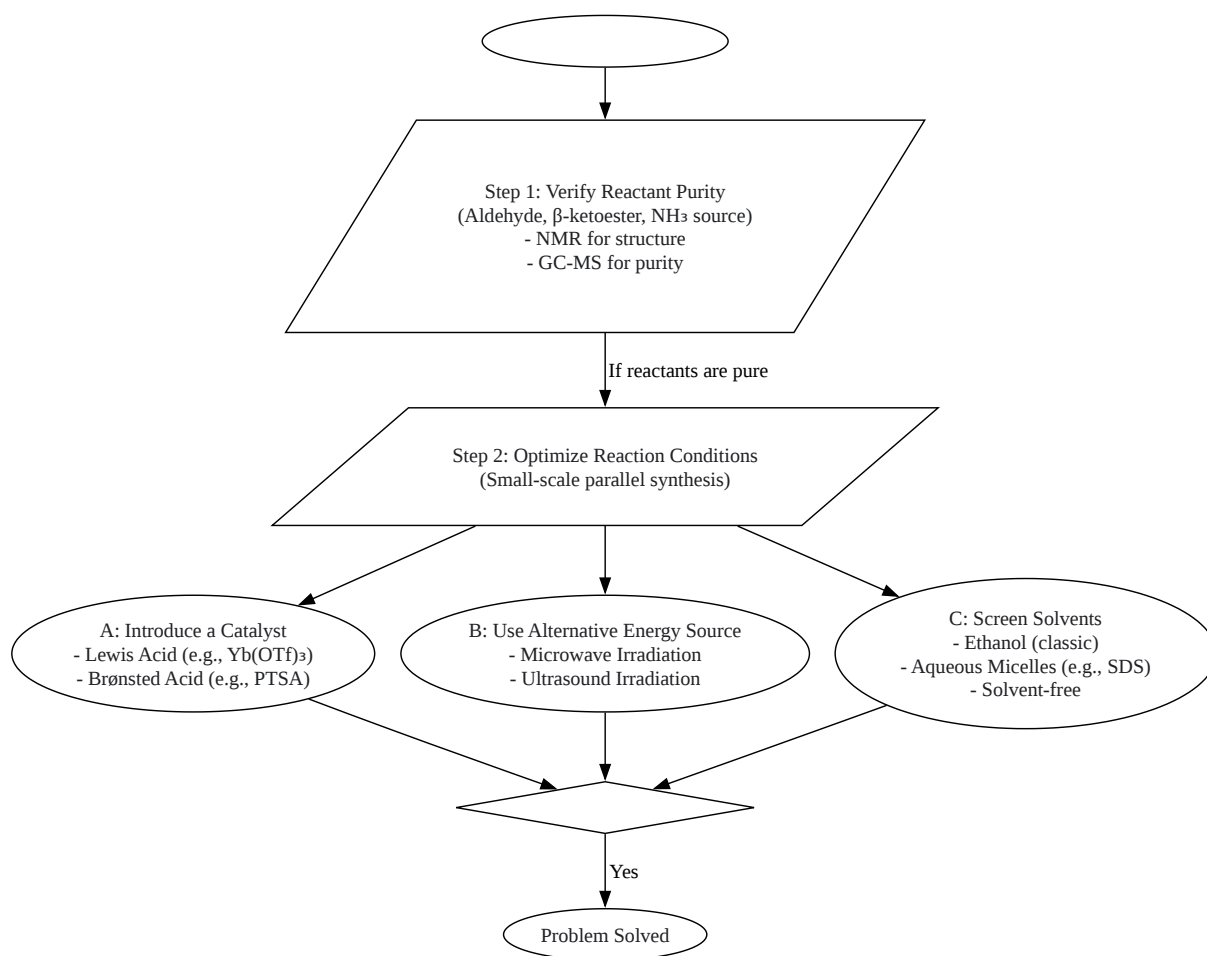 Step 1: Verify Reactant Purity
(Aldehyde, β-ketoester, NH₃ source)
- NMR for structure
- GC-MS for purity
If reactants are pure
Step 2: Optimize Reaction Conditions
(Small-scale parallel synthesis)
A: Introduce a Catalyst
- Lewis Acid (e.g., Yb(OTf)₃)
- Brønsted Acid (e.g., PTSA)
B: Use Alternative Energy Source
- Microwave Irradiation
- Ultrasound Irradiation
C: Screen Solvents
- Ethanol (classic)
- Aqueous Micelles (e.g., SDS)
- Solvent-free
Yes
Problem Solved